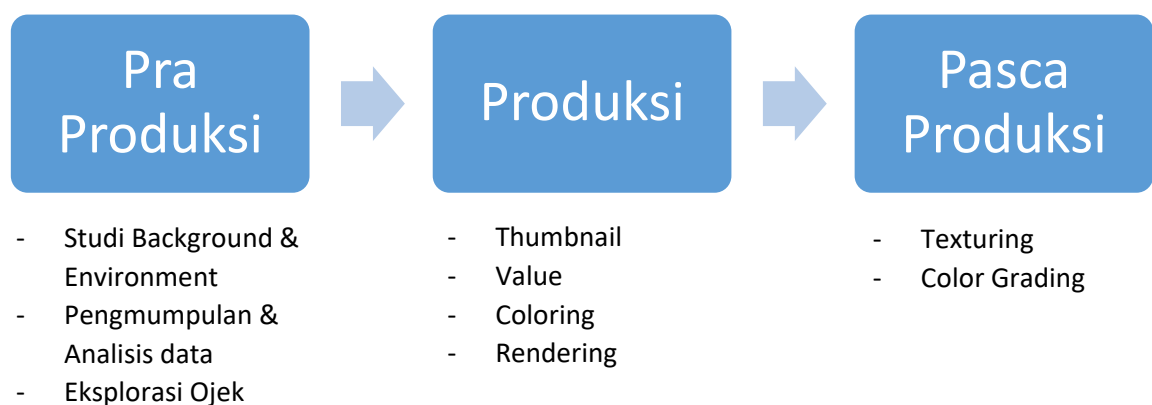 Pra
Produksi
Produksi
Pasca
Produksi
- Studi Background &
Environment
- Pengmumpulan &
Analisis data
- Eksplorasi Ojek
- Thumbnail
- Value
- Coloring
- Rendering
- Texturing
- Color Grading